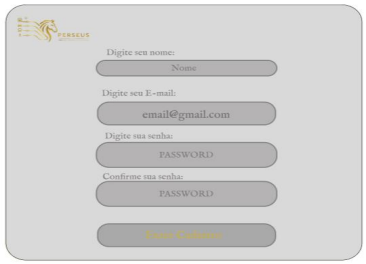 PERSEUS
Digite seu nome:
Nome
Digite seu E-mail:
email@gmail.com
Digite sua senha:
PASSWORD
Confirme sua senha:
PASSWORD